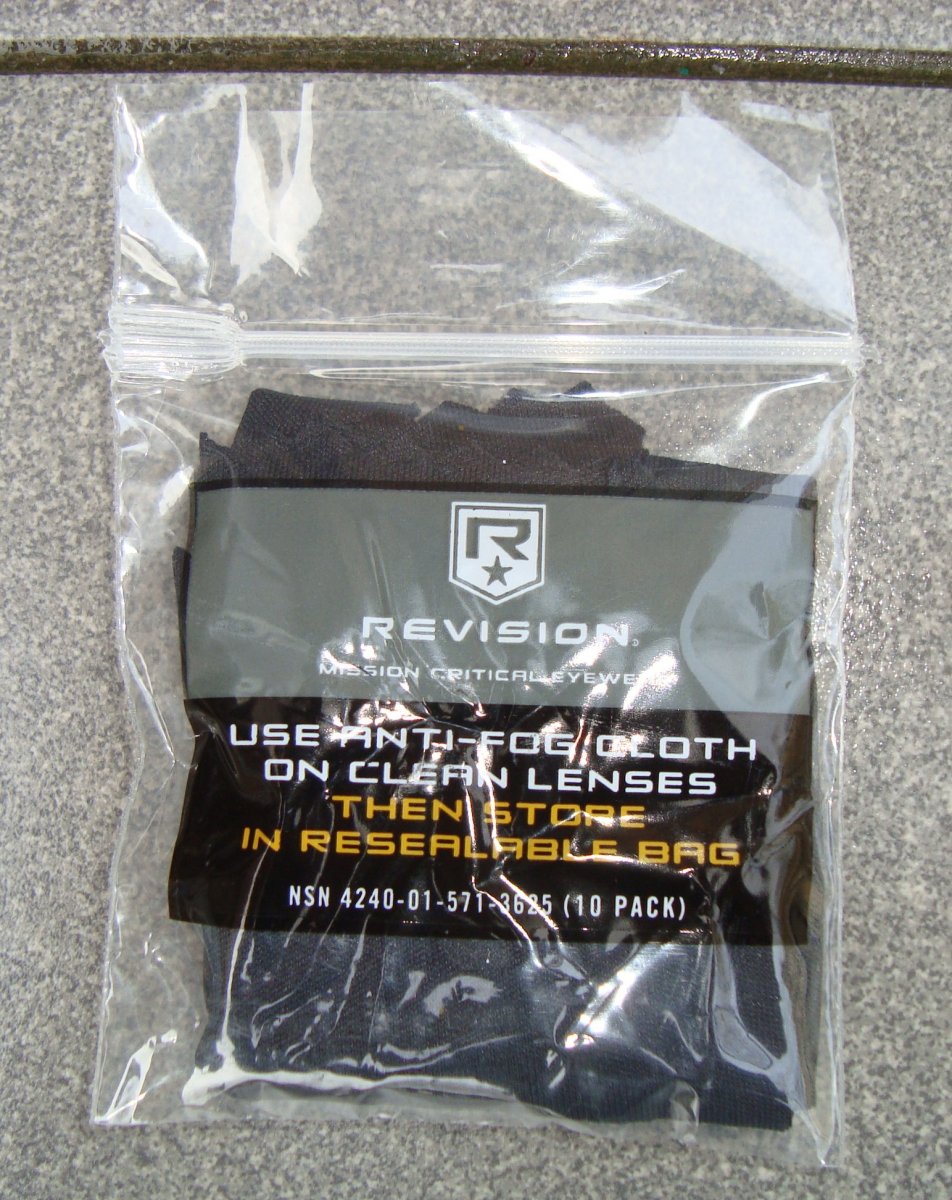 R
REVISION
MISSION CRITICAL
USE ANTI-FOG CLOTH
ON CLEAN LENSES
THEN STORE
IN RESEALABLE BAG
NSN 4240-01-571-3625 (10 PACK)